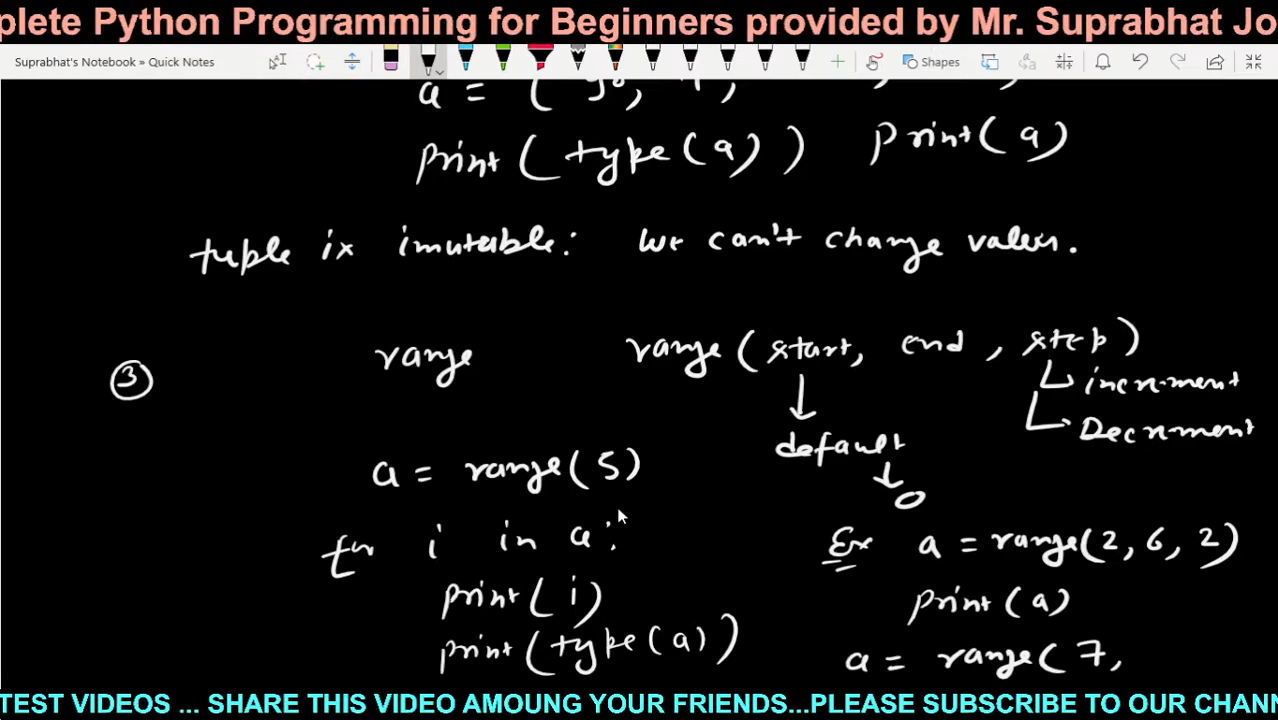 plete Python Programming for Beginners provided by Mr. Suprabhat Jo
Suprabhat's Notebook » Quick Notes
Shapes
a = (
print(type(a)) print(a)
tuple is imutable: We can't change values.
3 range range(start, end, step)
increment
Decrement
default
0
a = range(5)
for i in a:
print(i)
print(type(a))
Ex a = range(2, 6, 2)
print(a)
a = range(7,
TEST VIDEOS ... SHARE THIS VIDEO AMOUNG YOUR FRIENDS...PLEASE SUBSCRIBE TO OUR CHANI